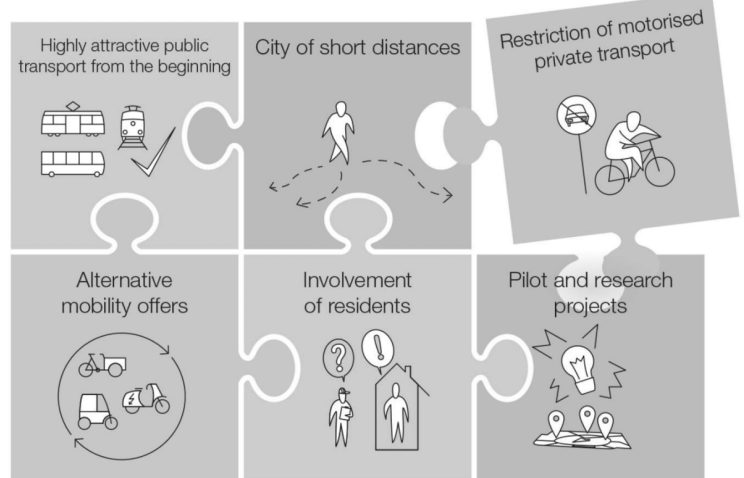 Highly attractive public
transport from the beginning
City of short distances
Restriction of motorised
private transport
Alternative
mobility offers
Involvement
of residents
?
!
Pilot and research
projects